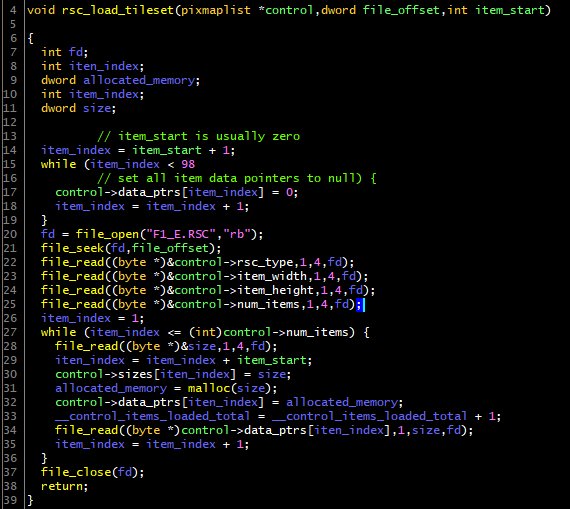 4 void rsc_load_tileset(pixmaplist *control,dword file_offset,int item_start)
5
6 {
7 int fd;
8 int iten_index;
9 dword allocated_memory;
10 int item_index;
11 dword size;
12
13 // item_start is usually zero
14 item_index = item_start + 1;
15 while (item_index < 98
16 // set all item data pointers to null) {
17 control->data_ptrs[item_index] = 0;
18 item_index = item_index + 1;
19 }
20 fd = file_open("F1_E.RSC","rb");
21 file_seek(fd,file_offset);
22 file_read((byte *)&control->rsc_type,1,4,fd);
23 file_read((byte *)&control->item_width,1,4,fd);
24 file_read((byte *)&control->item_height,1,4,fd);
25 file_read((byte *)&control->num_items,1,4,fd);
26 item_index = 1;
27 while (item_index <= (int)control->num_items) {
28 file_read((byte *)&size,1,4,fd);
29 iten_index = item_index + item_start;
30 control->sizes[iten_index] = size;
31 allocated_memory = malloc(size);
32 control->data_ptrs[iten_index] = allocated_memory;
33 __control_items_loaded_total = __control_items_loaded_total + 1;
34 file_read((byte *)control->data_ptrs[iten_index],1,size,fd);
35 item_index = item_index + 1;
36 }
37 file_close(fd);
38 return;
39 }